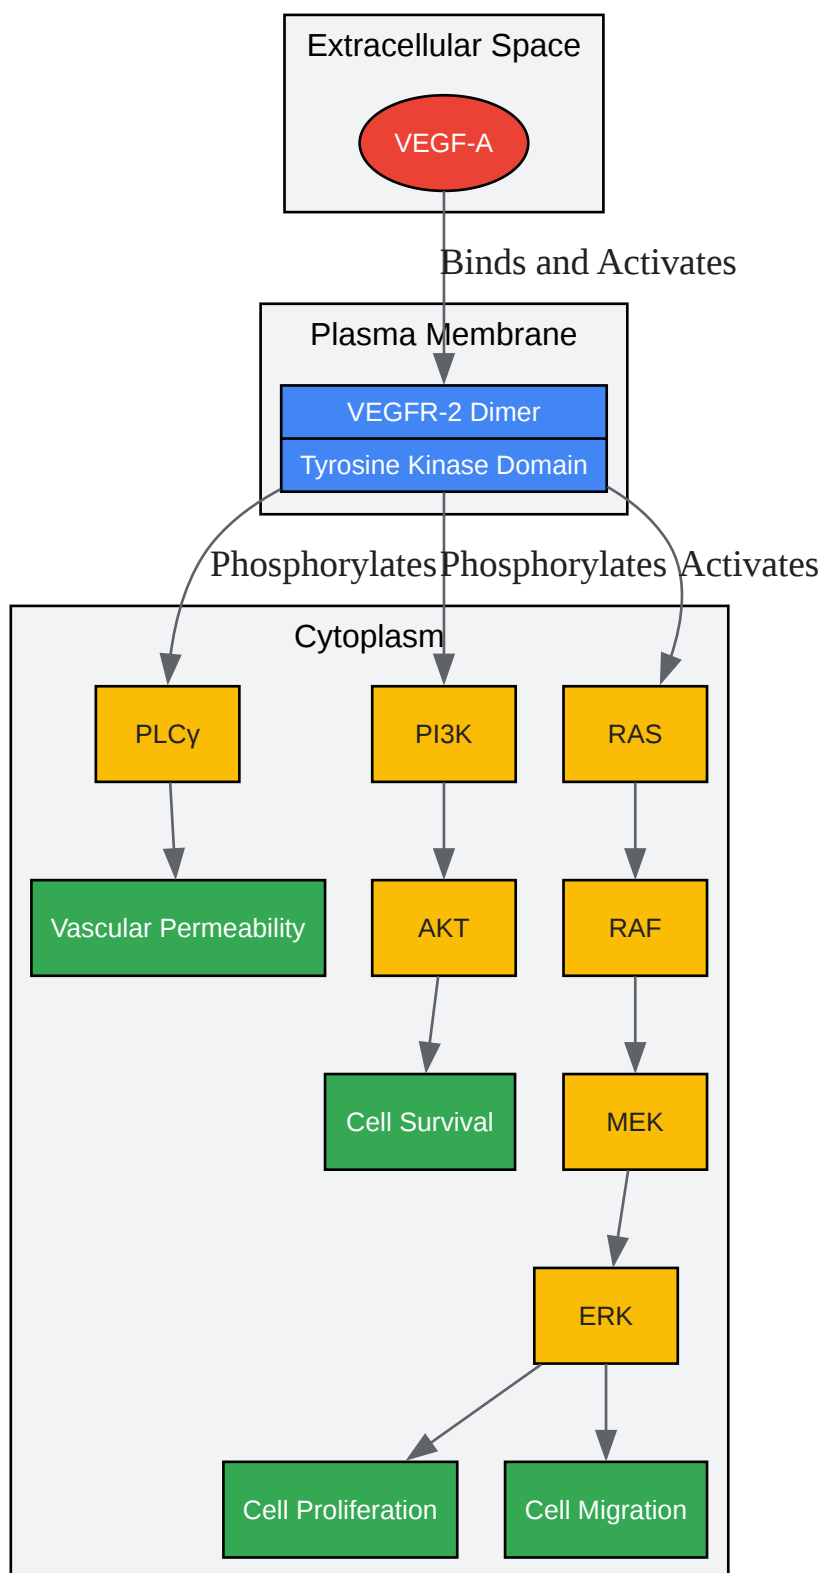 Extracellular Space
VEGF-A
Binds and Activates
Plasma Membrane
VEGFR-2 Dimer
Tyrosine Kinase Domain
Phosphorylates
Phosphorylates
Activates
Cytoplasm
PLCγ
PI3K
RAS
Vascular Permeability
AKT
RAF
Cell Survival
MEK
ERK
Cell Proliferation
Cell Migration